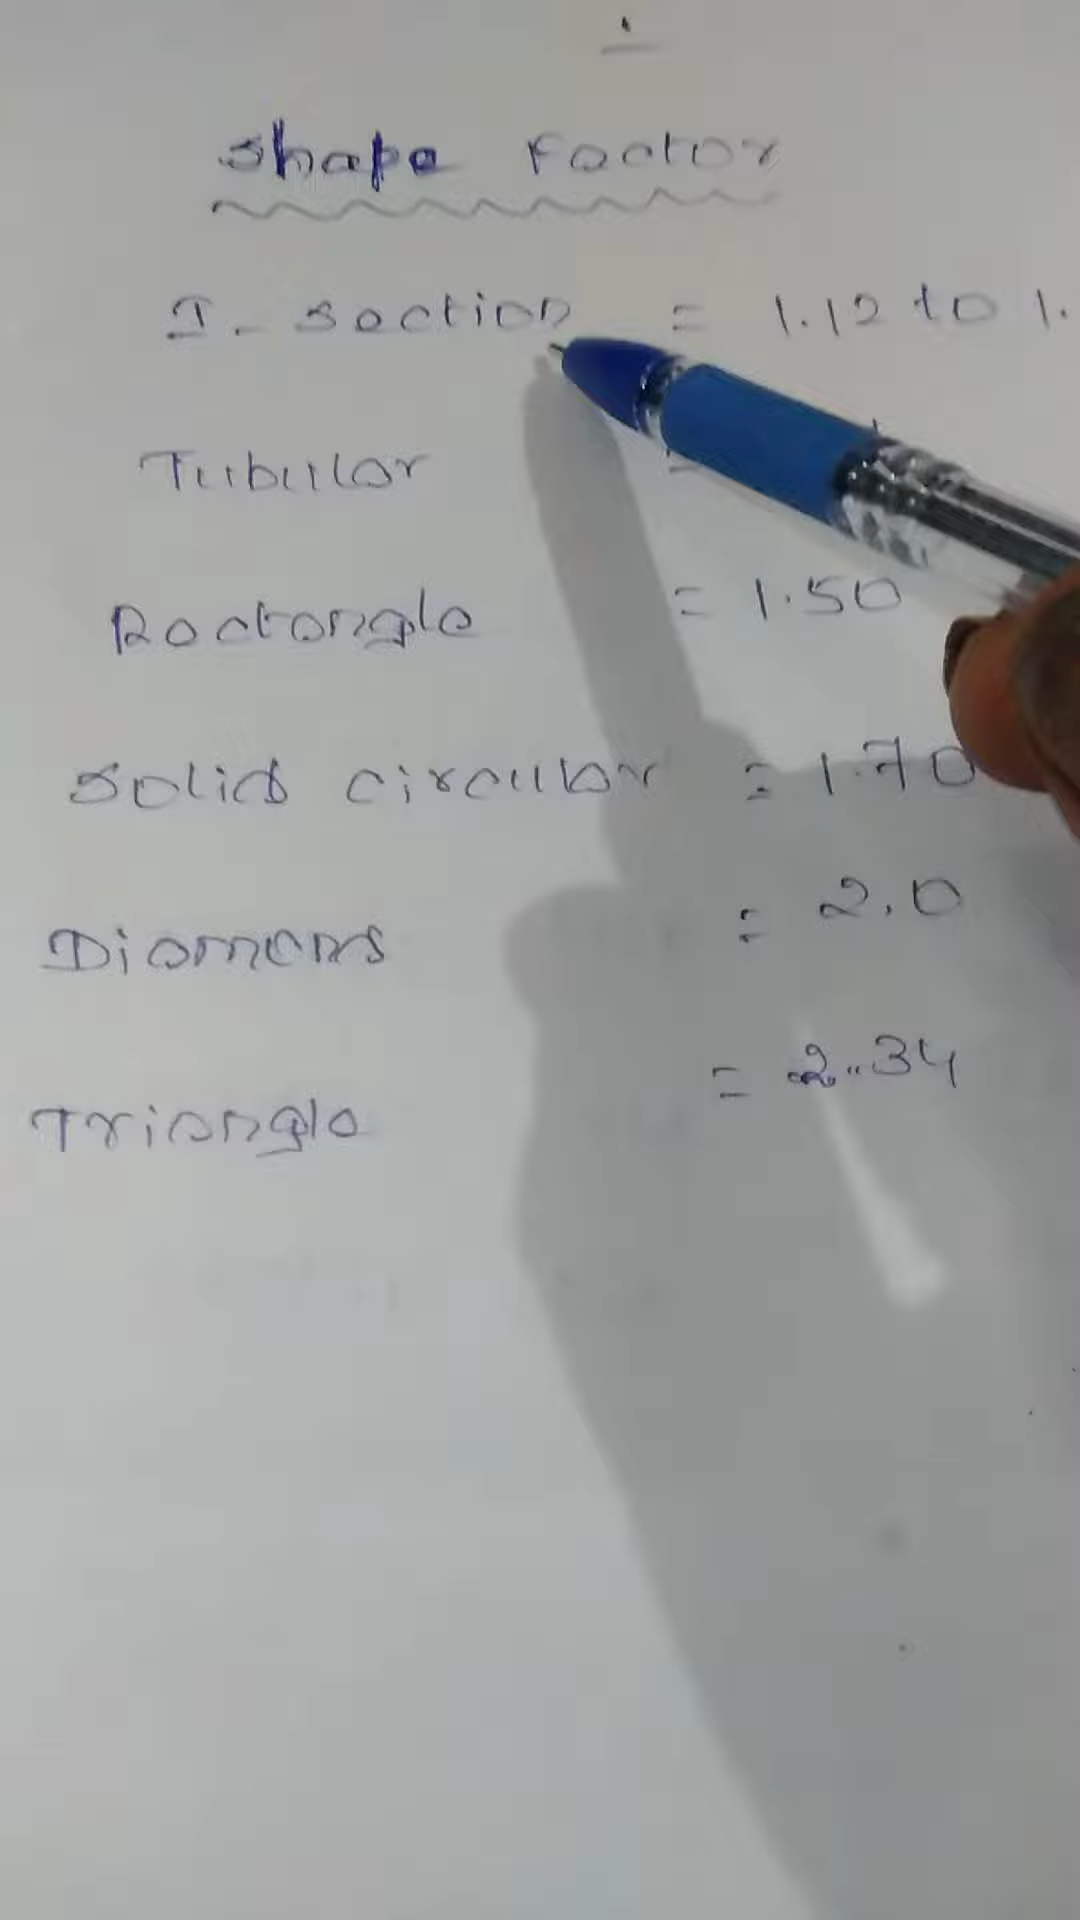 Shape Factor
I - Section = 1.12 to 1.
Tubular =
Rectangle = 1.50
Solid circular = 1.70
Diamond = 2.0
Triangle = 2.34